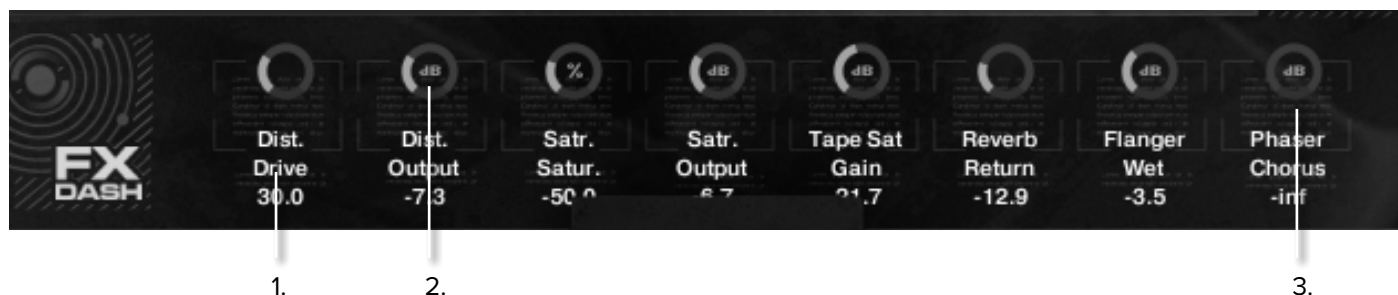 dB dB % dB dB dB dB
Dist. Dist. Satr. Satr. Tape Sat Reverb Flanger Phaser
FX Drive Output Satur. Output Gain Return Wet Chorus
DASH 30.0 -7.3 -12.9 -3.5 -inf
1. 2. 3.